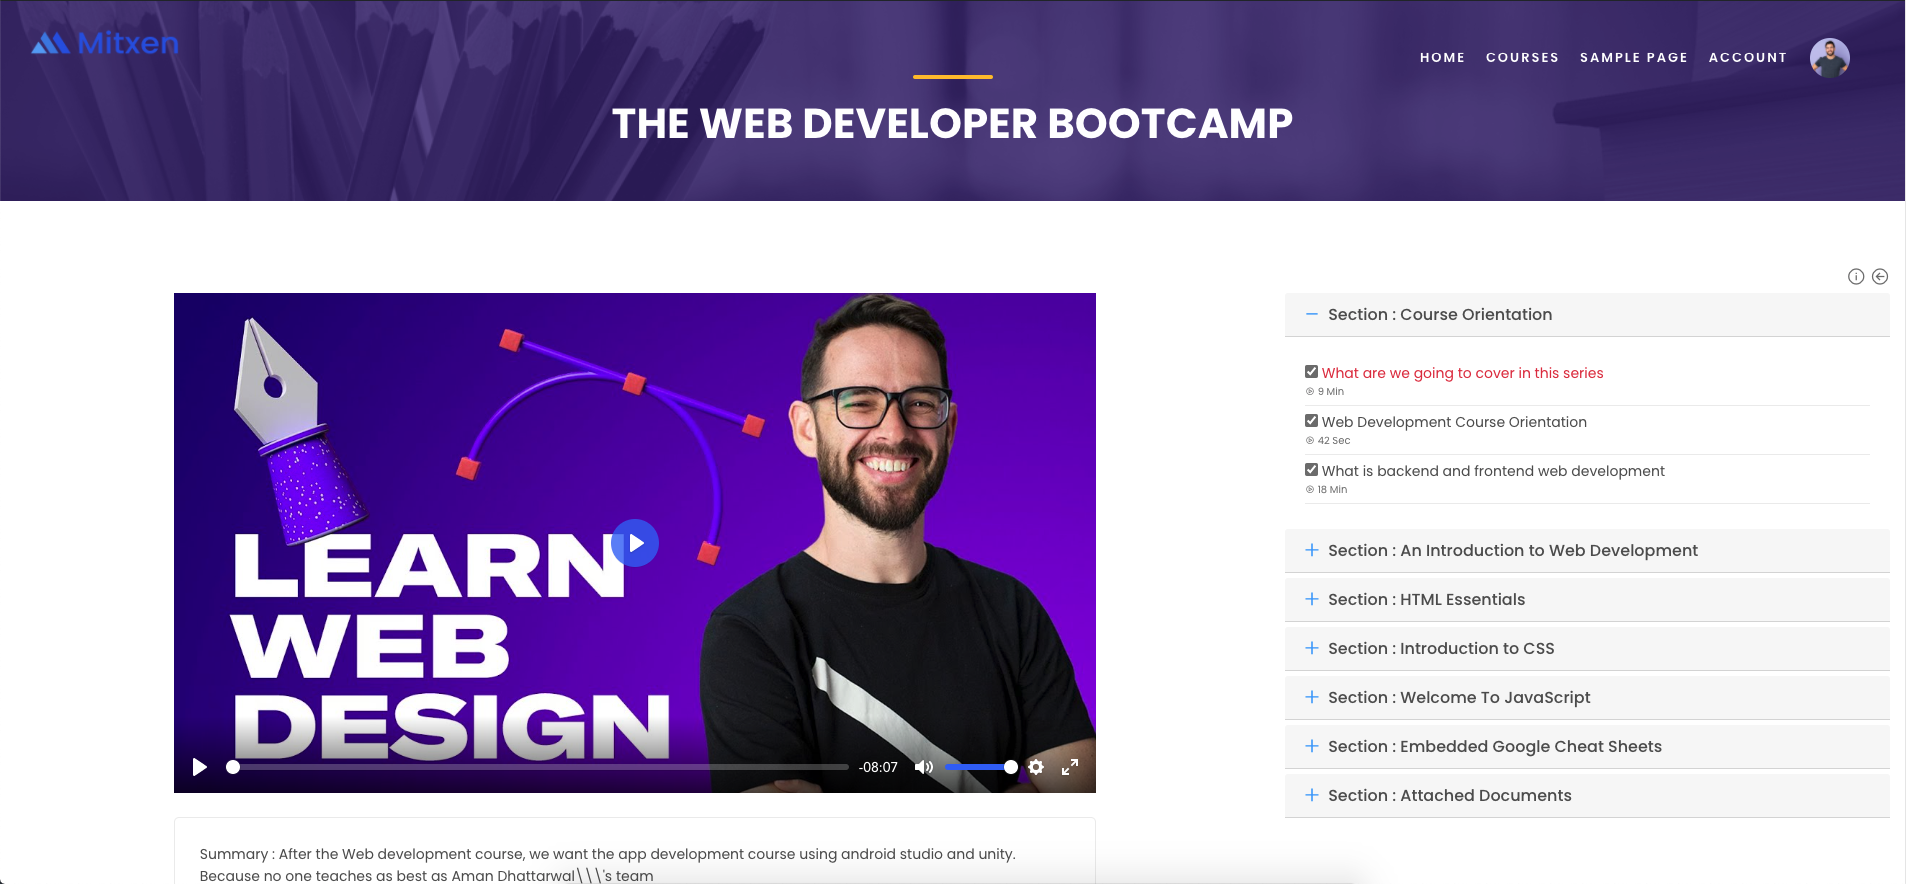 Mitxen
HOME COURSES SAMPLE PAGE ACCOUNT
THE WEB DEVELOPER BOOTCAMP
LEARN
WEB
DESIGN
-08:07
Section : Course Orientation
What are we going to cover in this series
9 Min
Web Development Course Orientation
42 Sec
What is backend and frontend web development
18 Min
Section : An Introduction to Web Development
Section : HTML Essentials
Section : Introduction to CSS
Section : Welcome To JavaScript
Section : Embedded Google Cheat Sheets
Section : Attached Documents
Summary : After the Web development course, we want the app development course using android studio and unity.
Because no one teaches as best as Aman Dhattarwal\\\'s team